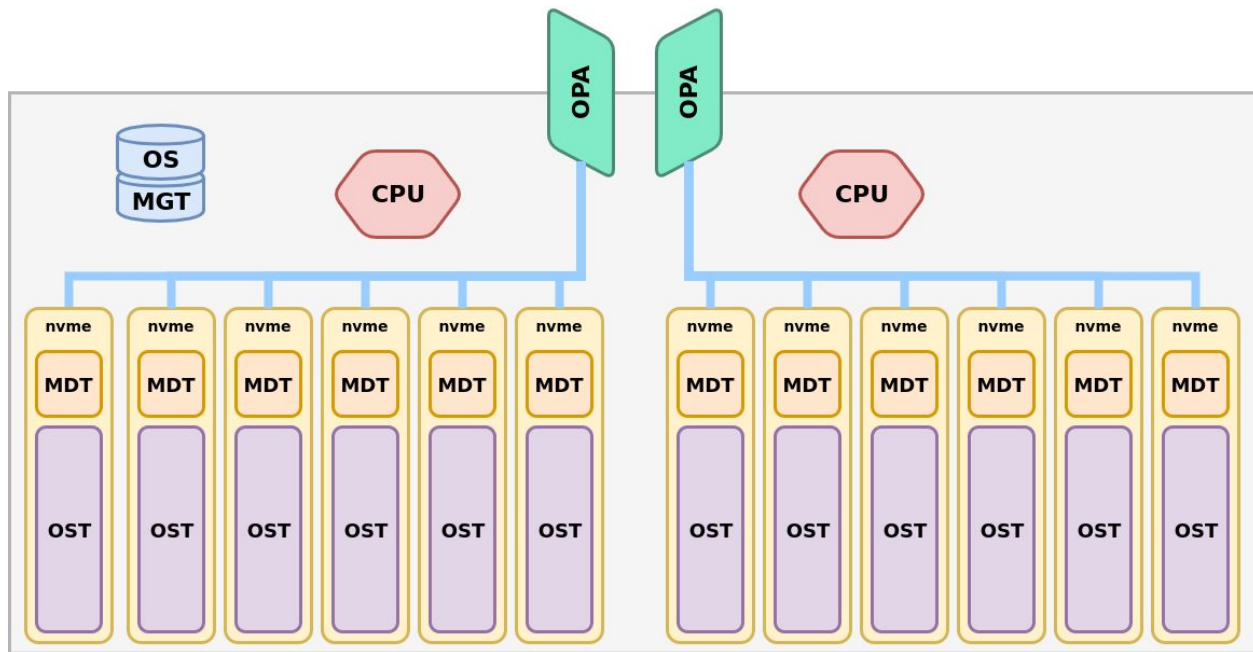 OPA
OPA
OS
MGT
CPU
CPU
nvme nvme nvme nvme nvme nvme nvme nvme nvme nvme nvme nvme
MDT MDT MDT MDT MDT MDT MDT MDT MDT MDT MDT MDT
OST OST OST OST OST OST OST OST OST OST OST OST